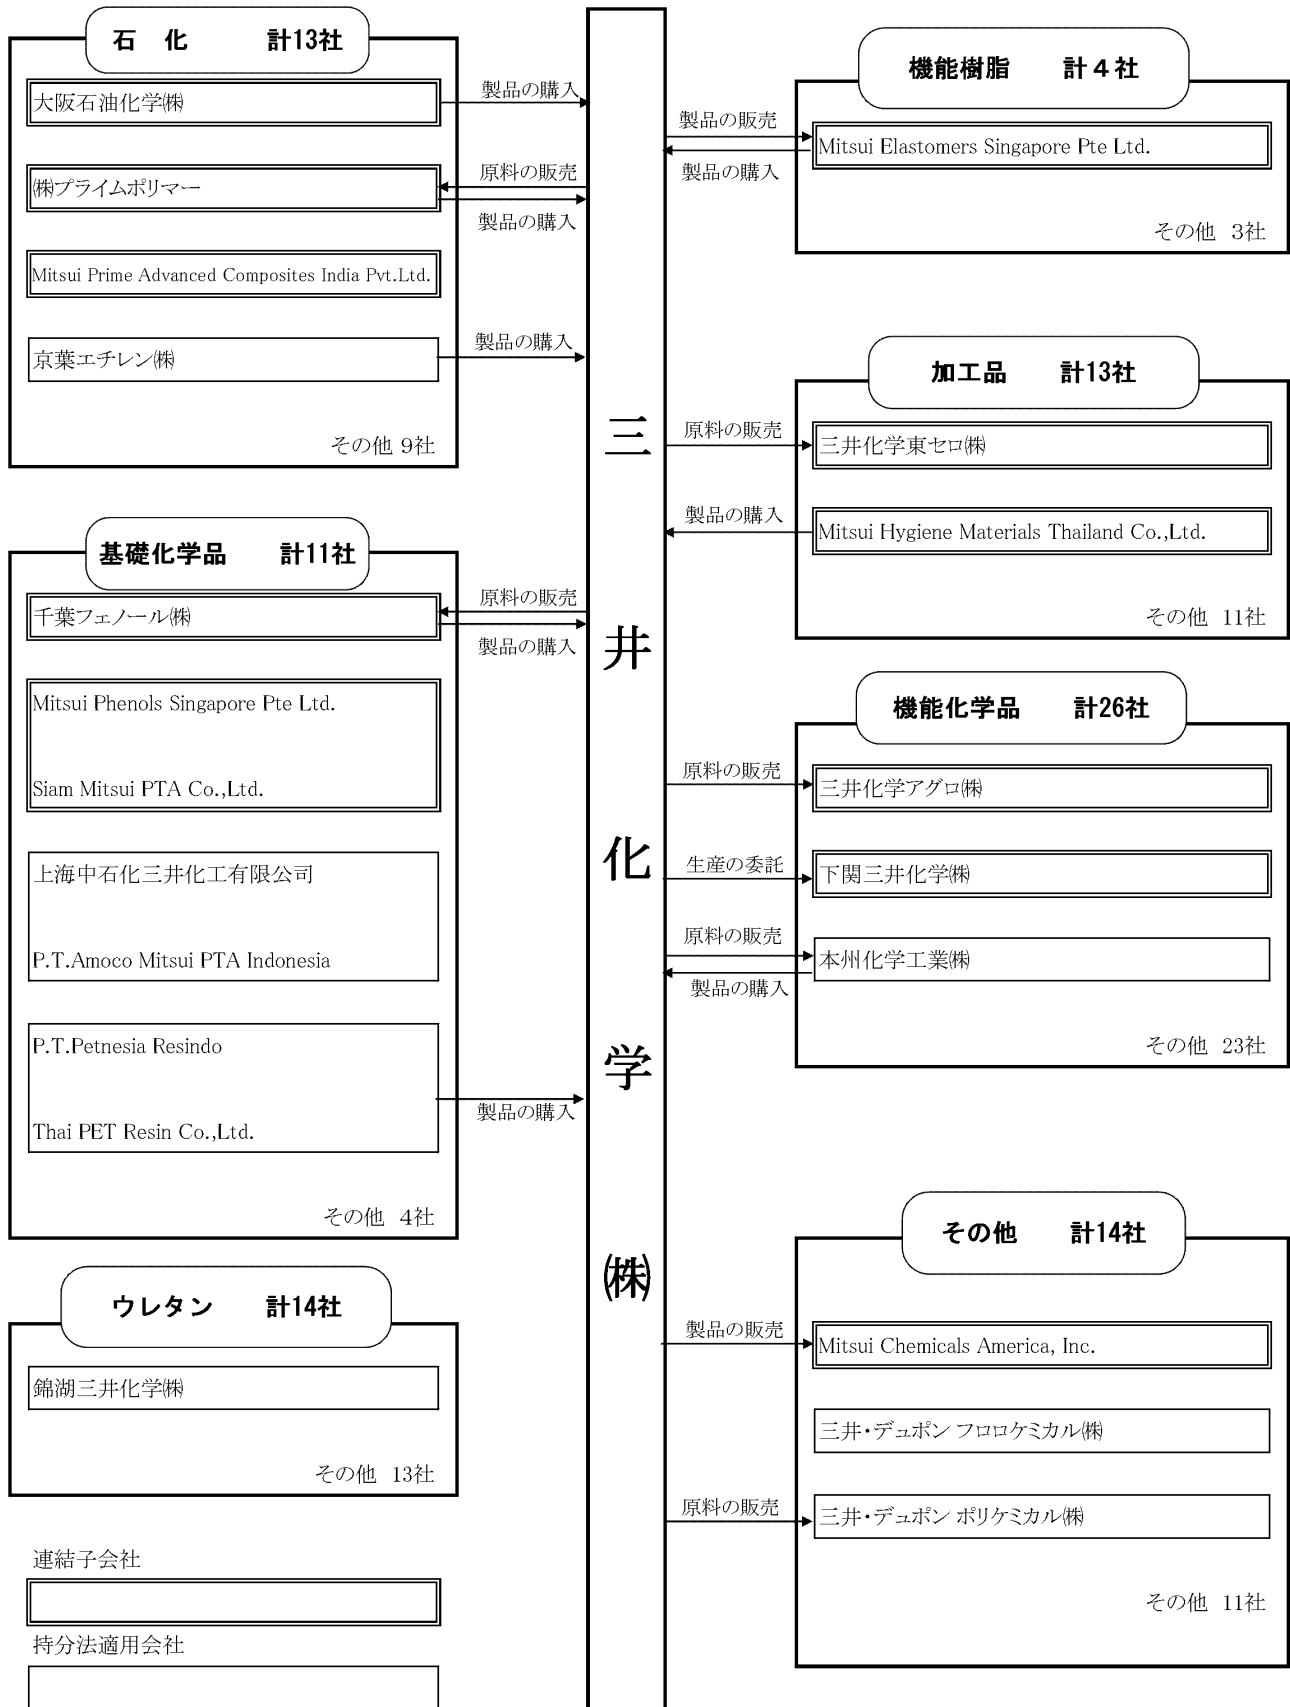 石　化　　　計13社
大阪石油化学㈱
製品の購入
㈱プライムポリマー
原料の販売
製品の購入
Mitsui Prime Advanced Composites India Pvt.Ltd.
京葉エチレン㈱
製品の購入
その他 9社
基礎化学品　　計11社
千葉フェノール㈱
原料の販売
製品の購入
Mitsui Phenols Singapore Pte Ltd.
Siam Mitsui PTA Co.,Ltd.
上海中石化三井化工有限公司
P.T.Amoco Mitsui PTA Indonesia
P.T.Petnesia Resindo
製品の購入
Thai PET Resin Co.,Ltd.
その他 4社
ウレタン　　計14社
錦湖三井化学㈱
その他 13社
連結子会社
持分法適用会社
三
井
化
学
㈱
機能樹脂　　計４社
製品の販売
Mitsui Elastomers Singapore Pte Ltd.
製品の購入
その他 3社
加工品　　計13社
原料の販売
三井化学東セロ㈱
製品の購入
Mitsui Hygiene Materials Thailand Co.,Ltd.
その他 11社
機能化学品　　計26社
原料の販売
三井化学アグロ㈱
生産の委託
下関三井化学㈱
原料の販売
本州化学工業㈱
製品の購入
その他 23社
その他　　計14社
製品の販売
Mitsui Chemicals America, Inc.
三井・デュポン フロロケミカル㈱
原料の販売
三井・デュポン ポリケミカル㈱
その他 11社